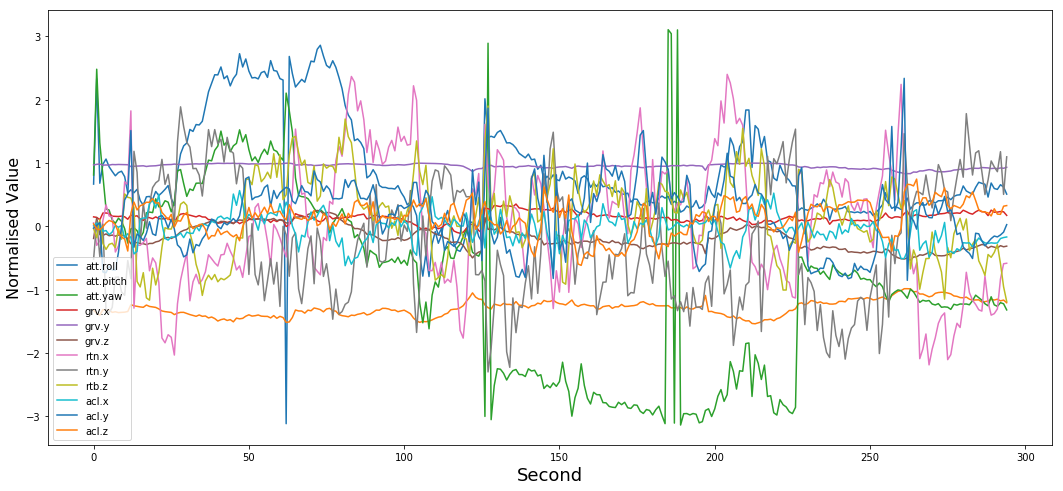 3
2
1
0
−1
−2
−3
Normalised Value
att.roll
att.pitch
att.yaw
grv.x
grv.y
grv.z
rtn.x
rtn.y
rtb.z
acl.x
acl.y
acl.z
0 50 100 150 200 250 300
Second